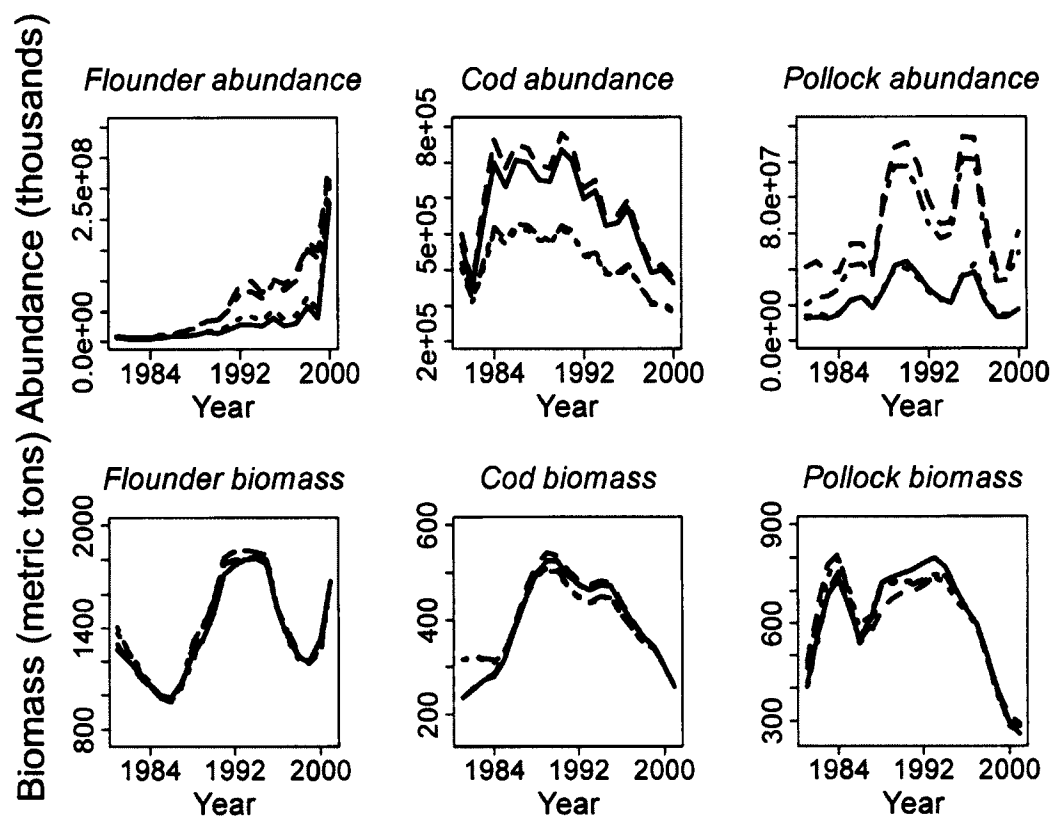 Biomass (metric tons) Abundance (thousands)
Flounder abundance
0.0e+00 2.5e+08
1984 1992 2000
Year
Cod abundance
2e+05 5e+05 8e+05
1984 1992 2000
Year
Pollock abundance
0.0e+00 8.0e+07
1984 1992 2000
Year
Flounder biomass
800 1400 2000
1984 1992 2000
Year
Cod biomass
200 400 600
1984 1992 2000
Year
Pollock biomass
300 600 900
1984 1992 2000
Year